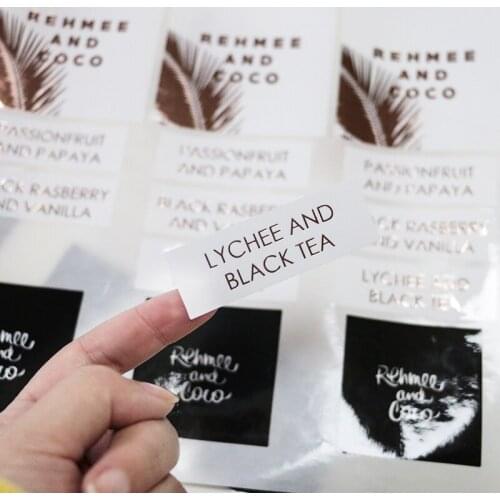 REHMEE
AND
COCO
REHMEE
AND
COCO
REHMEE
AND
COCO
PASSIONFRUIT
AND PAPAYA
PASSIONFRUIT
AND PAPAYA
PASSIONFRUIT
AND PAPAYA
BLACK RASBERRY
AND VANILLA
BLACK RASBERRY
AND VANILLA
BLACK RASBERRY
AND VANILLA
LYCHEE AND
BLACK TEA
LYCHEE AND
BLACK TEA
Rehmee
and
Coco
Rehmee
and
Coco
Rehmee
and
Coco